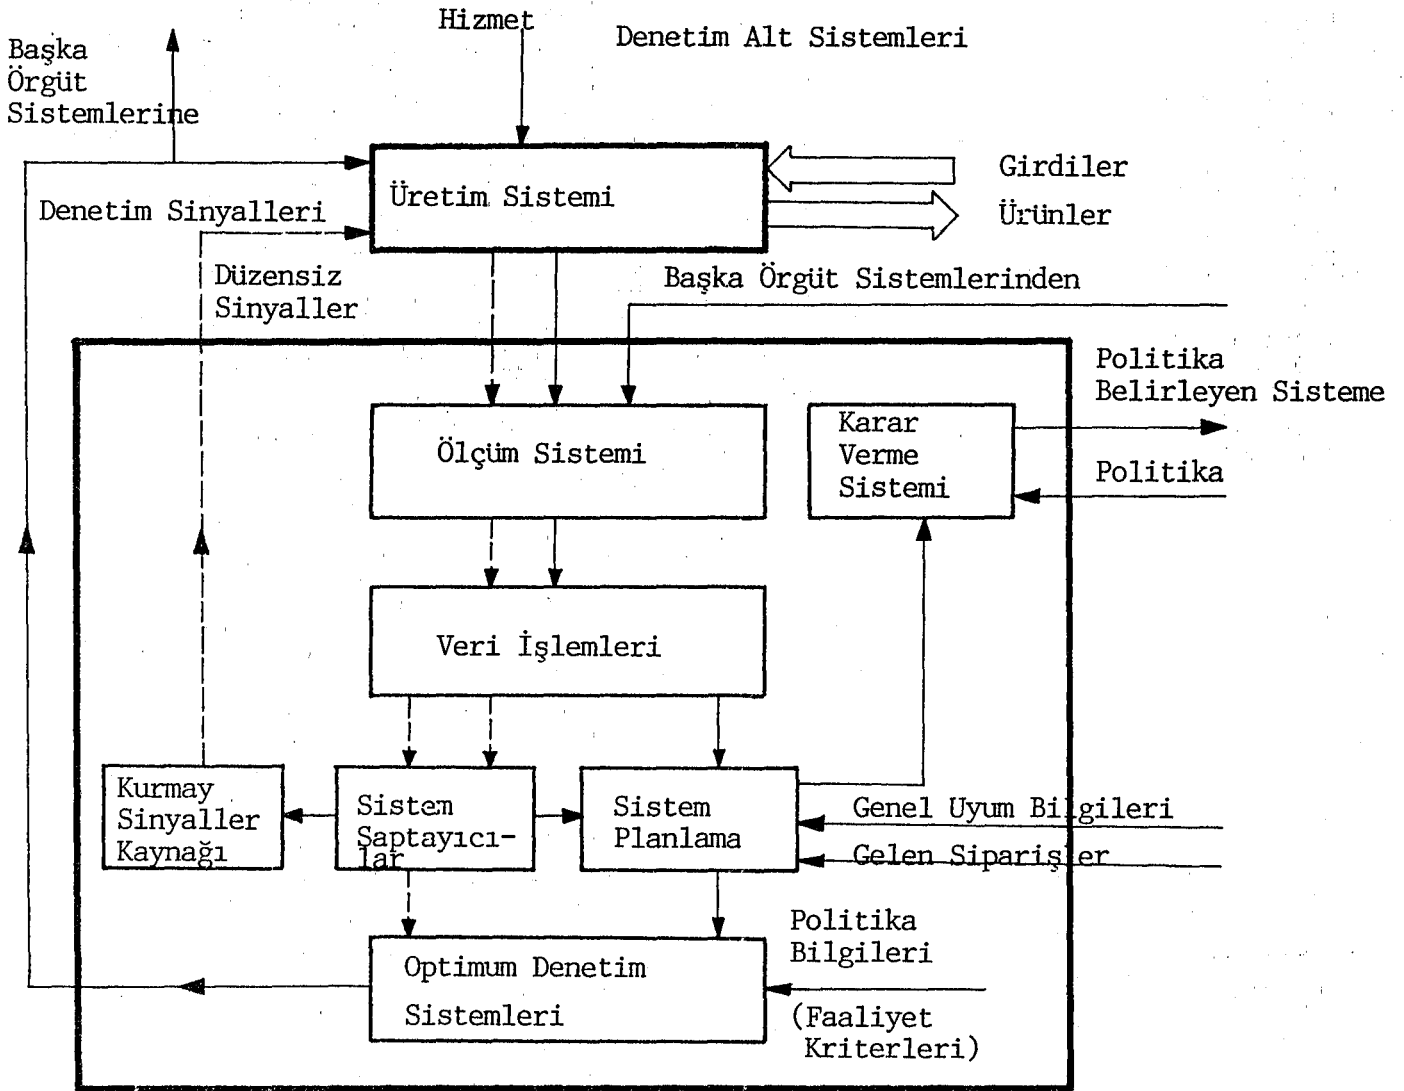 Hizmet
Denetim Alt Sistemleri
Başka
Örgüt
Sistemlerine
Üretim Sistemi
Girdiler
Ürünler
Denetim Sinyalleri
Düzensiz
Sinyaller
Başka Örgüt Sistemlerinden
Politika
Belirleyen Sisteme
Karar
Verme
Sistemi
Politika
Ölçüm Sistemi
Veri İşlemleri
Kurmay
Sinyaller
Kaynağı
Sistem
Saptayıcı-
lar
Sistem
Planlama
Genel Uyum Bilgileri
Gelen Siparişler
Politika
Bilgileri
Optimum Denetim
Sistemleri
(Faaliyet
Kriterleri)